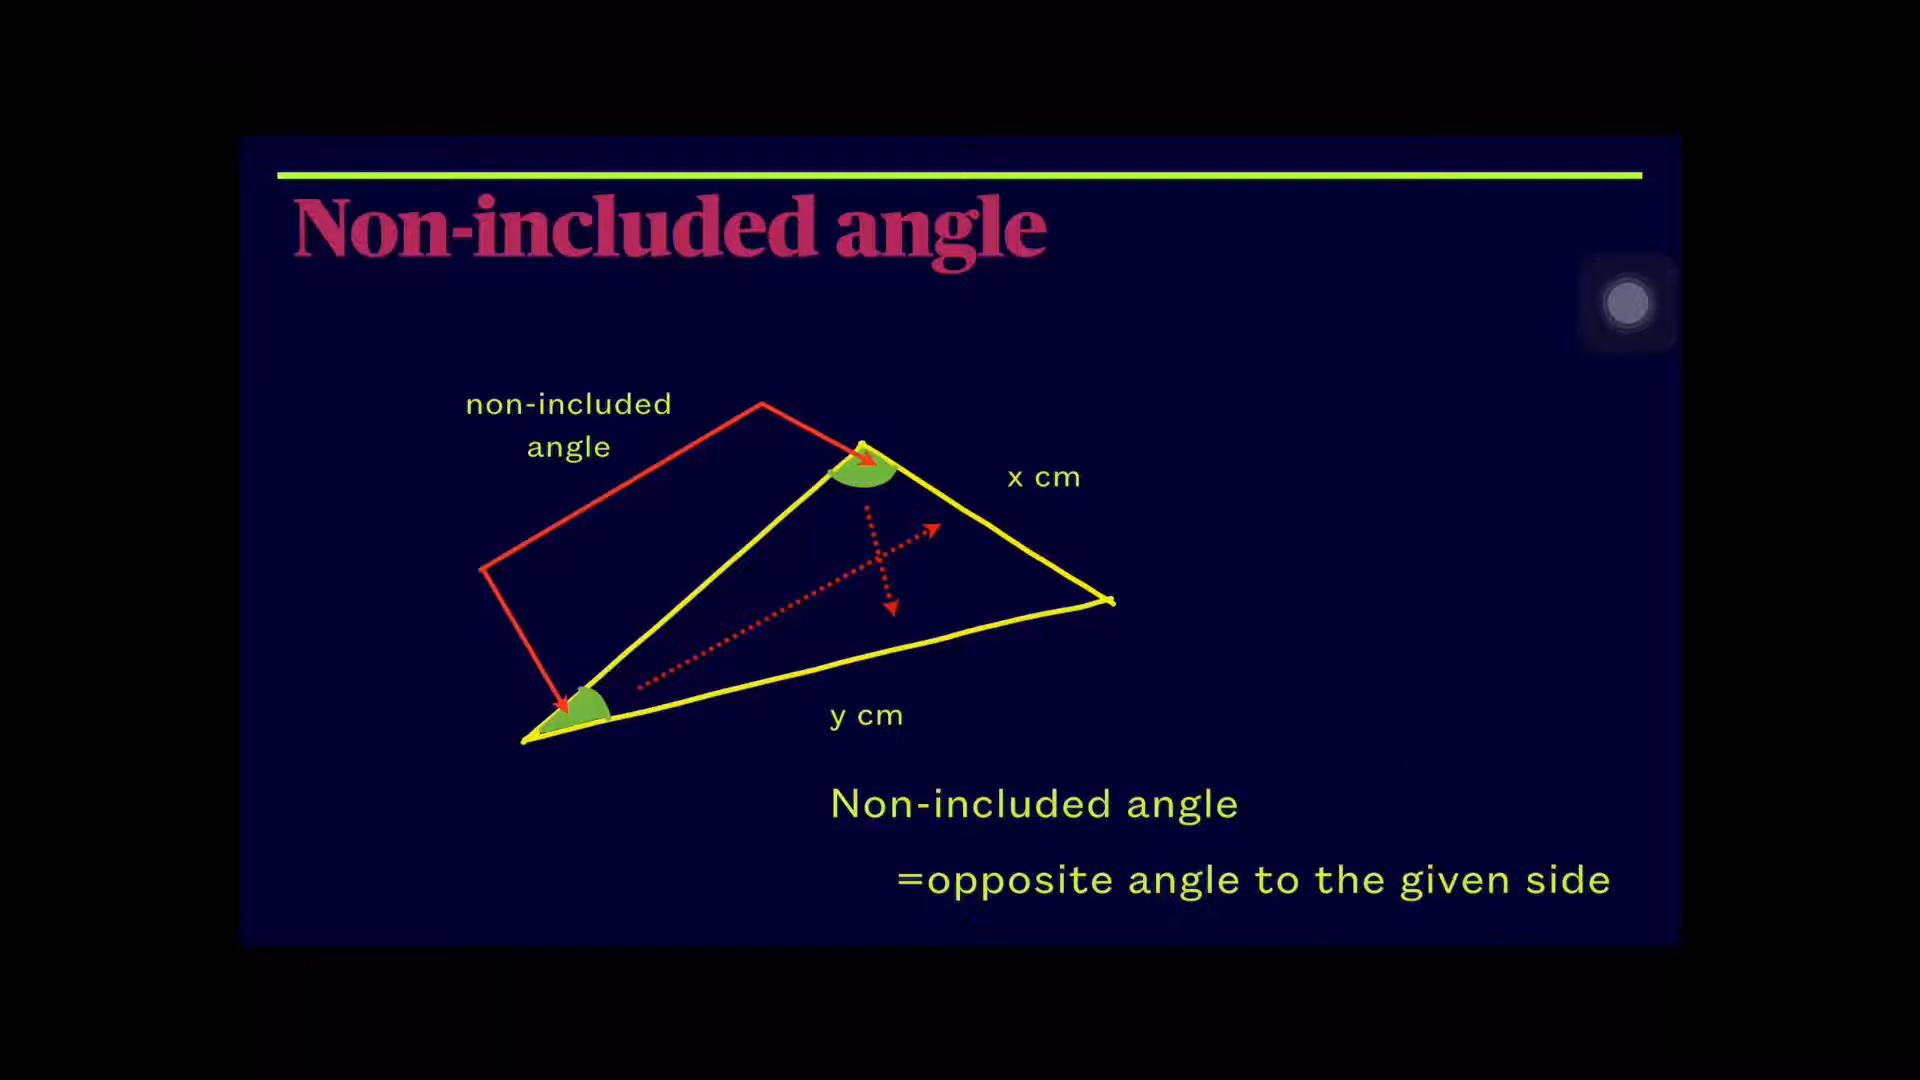 Non-included angle
non-included
angle
x cm
y cm
Non-included angle
=opposite angle to the given side